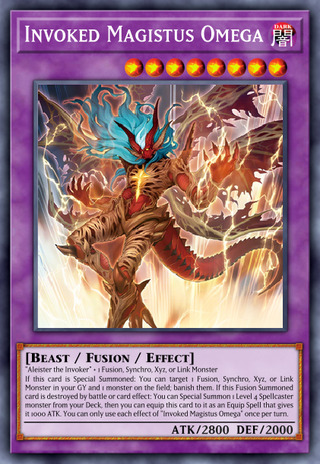 INVOKED MAGISTUS OMEGA
DARK
闇
[BEAST / FUSION / EFFECT]
"Aleister the Invoker" + 1 Fusion, Synchro, Xyz, or Link Monster
If this card is Special Summoned: You can target 1 Fusion, Synchro, Xyz, or Link
Monster in your GY and 1 monster on the field; banish them. If this Fusion Summoned
card is destroyed by battle or card effect: You can Special Summon 1 Level 4 Spellcaster
monster from your Deck, then you can equip this card to it as an Equip Spell that gives
it 1000 ATK. You can only use each effect of "Invoked Magistus Omega" once per turn.
ATK/2800 DEF/2000